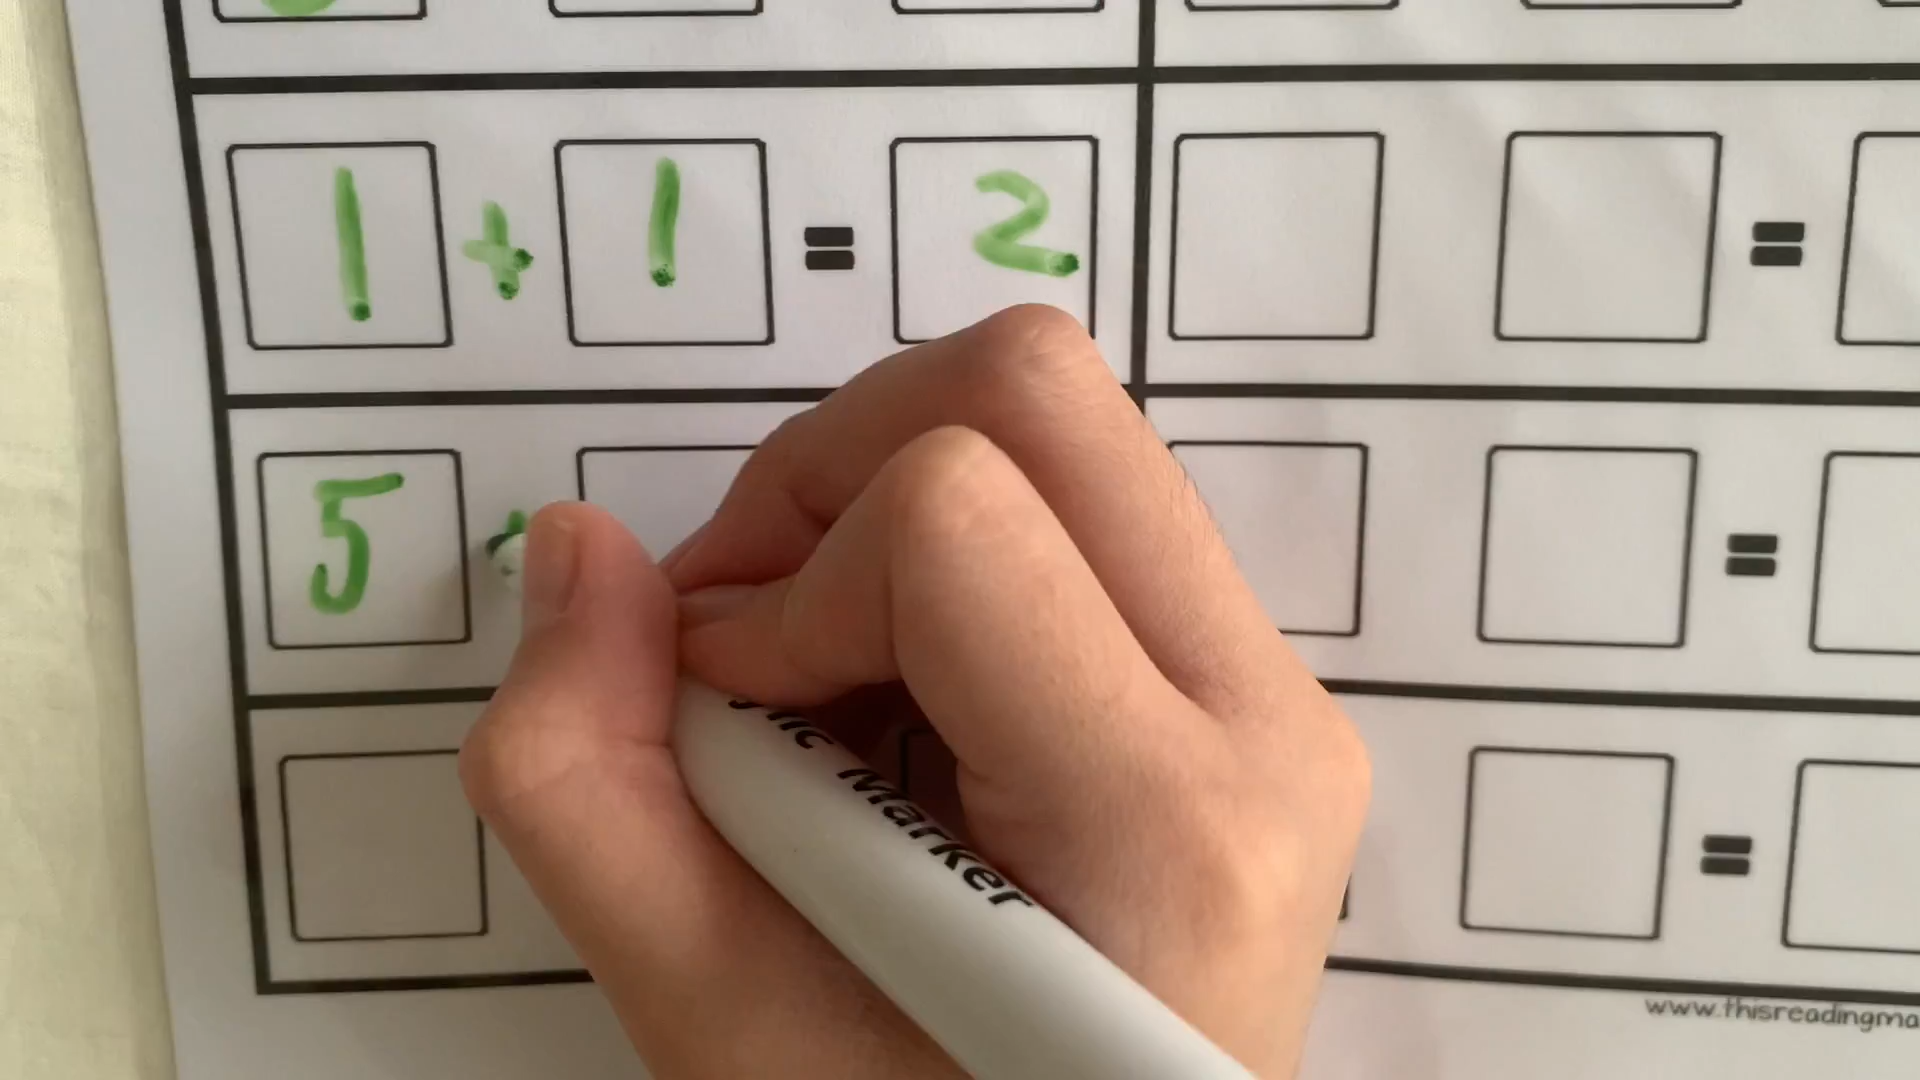 1 + 1 = 2
=
5
=
=
Marker
www.thisreadingma